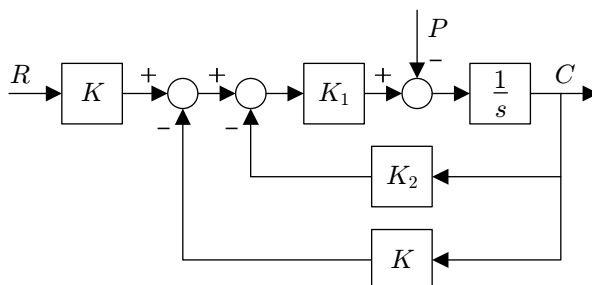 P
R + + + − C
K K₁ 1/s
− −
K₂
K